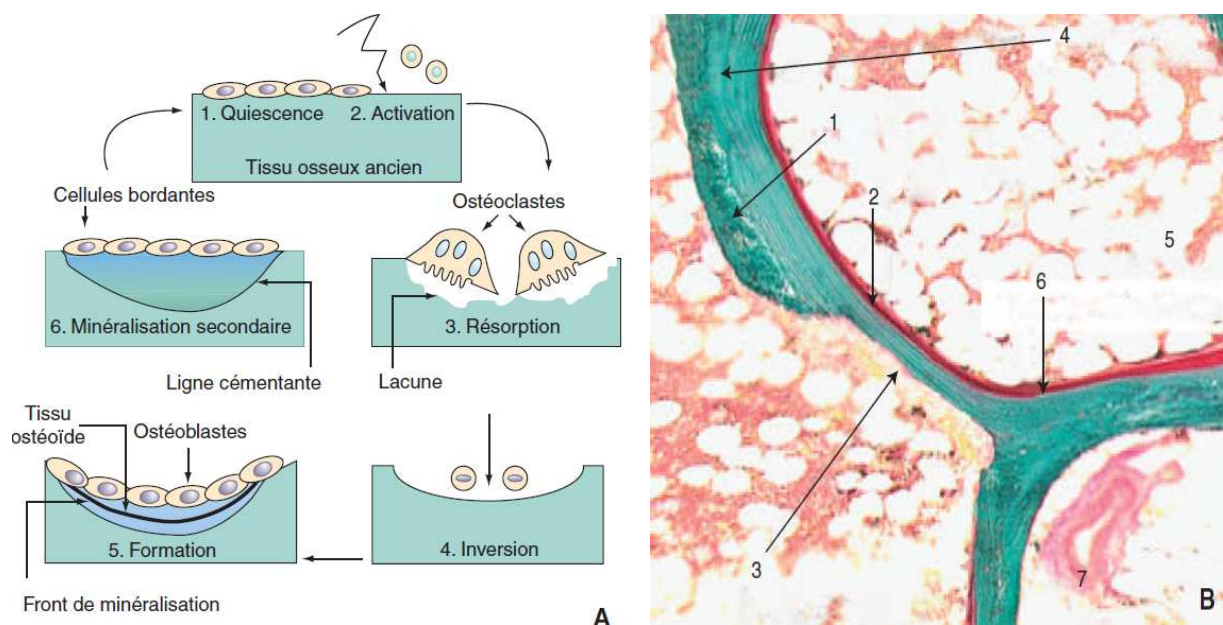 1. Quiescence
2. Activation
Tissu osseux ancien
Cellules bordantes
Ostéoclastes
6. Minéralisation secondaire
3. Résorption
Ligne cémentante
Lacune
Tissu
ostéoïde
Ostéoblastes
5. Formation
4. Inversion
Front de minéralisation
A
4
1
2
5
6
3
7
B